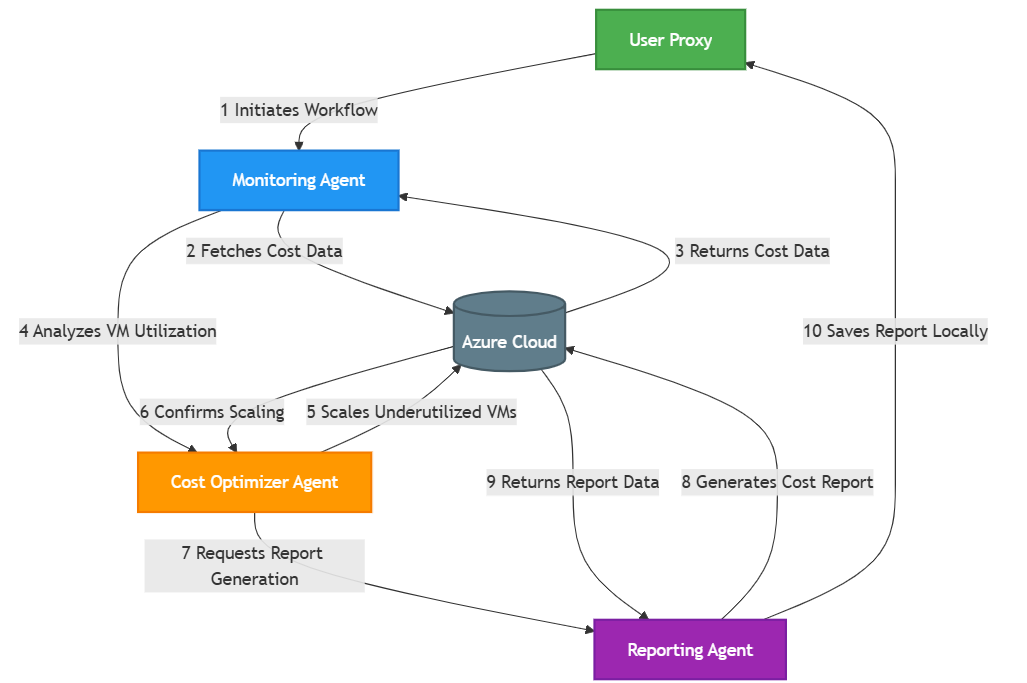 User Proxy
1 Initiates Workflow
Monitoring Agent
2 Fetches Cost Data
3 Returns Cost Data
4 Analyzes VM Utilization
10 Saves Report Locally
Azure Cloud
6 Confirms Scaling
5 Scales Underutilized VMs
Cost Optimizer Agent
9 Returns Report Data
8 Generates Cost Report
7 Requests Report
Generation
Reporting Agent